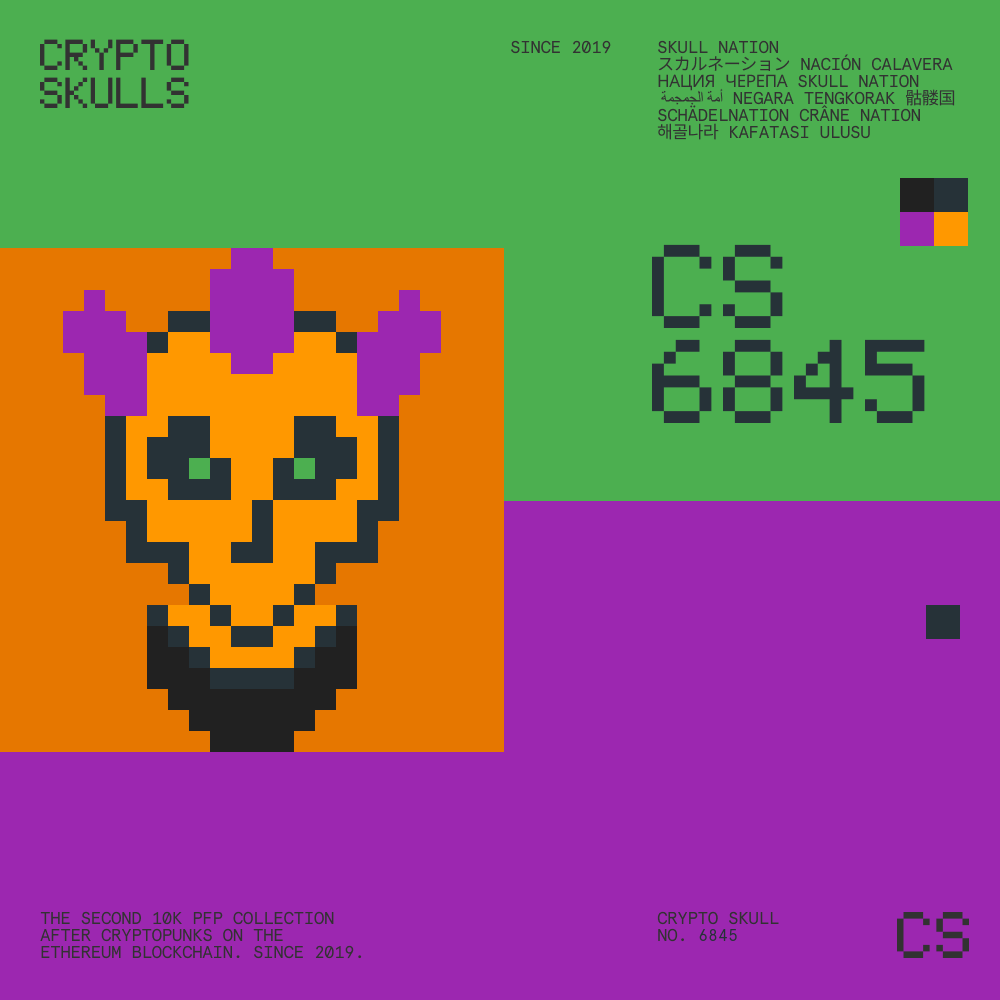 CRYPTO
SKULLS
SINCE 2019
SKULL NATION
スカルネーション NACIÓN CALAVERA
НАЦИЯ ЧЕРЕПА SKULL NATION
أمة الجمجمة NEGARA TENGKORAK 骷髅国
SCHÄDELNATION CRÂNE NATION
해골나라 KAFATASI ULUSU
CS
6845
THE SECOND 10K PFP COLLECTION
AFTER CRYPTOPUNKS ON THE
ETHEREUM BLOCKCHAIN. SINCE 2019.
CRYPTO SKULL
NO. 6845
CS